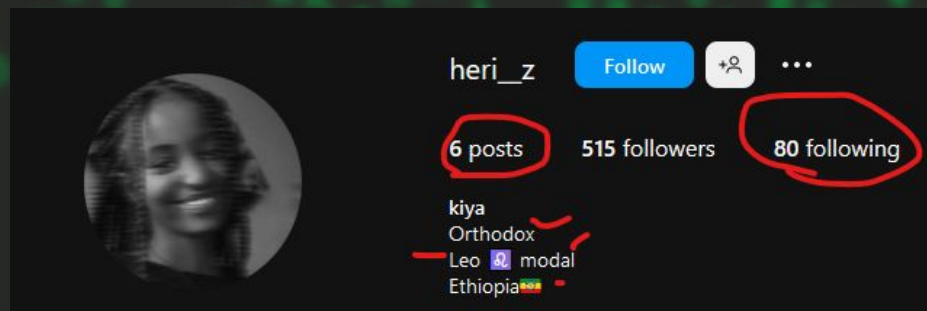 heri__z Follow
6 posts 515 followers 80 following
kiya
Orthodox
Leo ♌ modal
Ethiopia🇪🇹